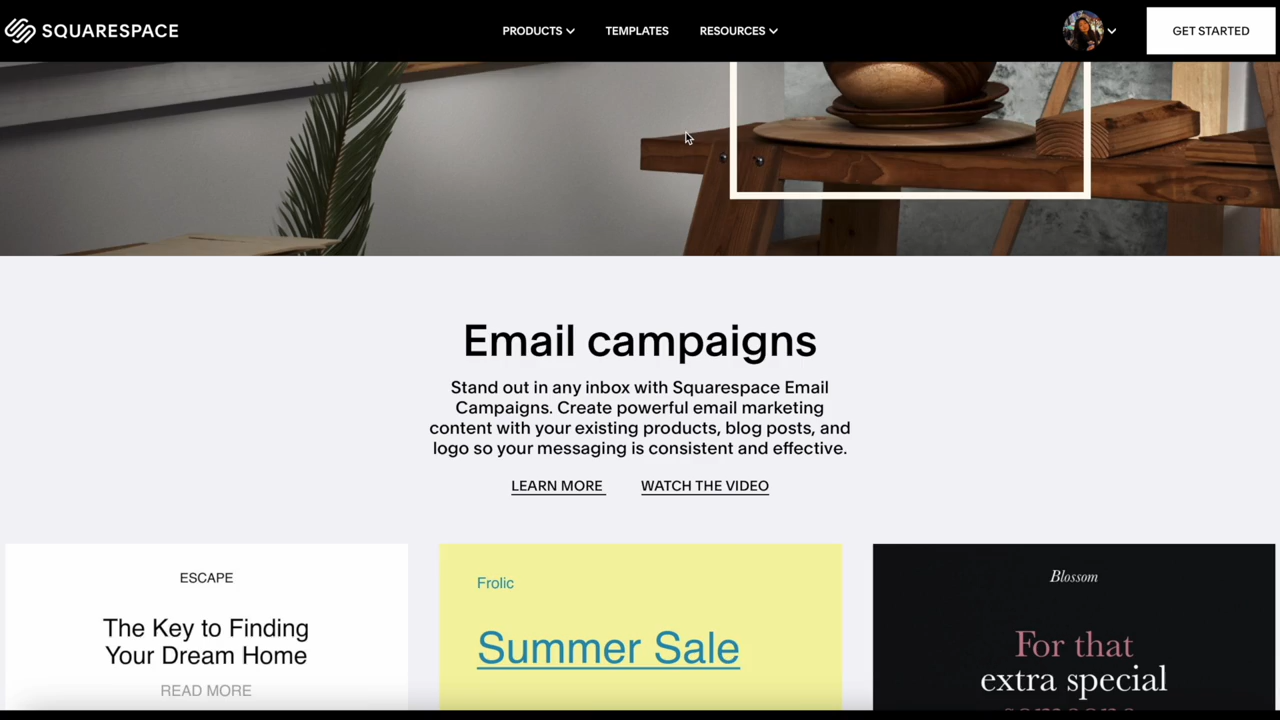 SQUARESPACE
PRODUCTS
TEMPLATES
RESOURCES
GET STARTED
Email campaigns
Stand out in any inbox with Squarespace Email
Campaigns. Create powerful email marketing
content with your existing products, blog posts, and
logo so your messaging is consistent and effective.
LEARN MORE
WATCH THE VIDEO
ESCAPE
The Key to Finding
Your Dream Home
READ MORE
Frolic
Summer Sale
Blossom
For that
extra special